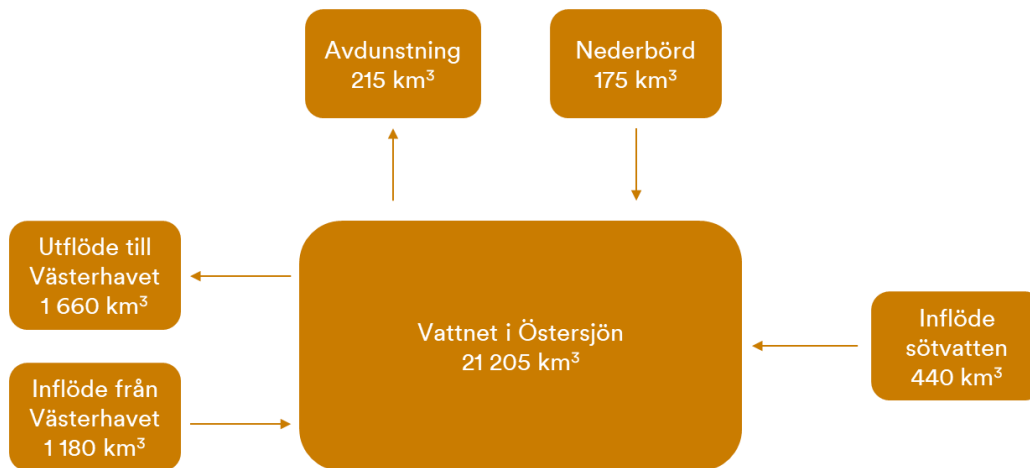 Avdunstning
215 km³
Nederbörd
175 km³
Utflöde till
Västerhavet
1 660 km³
Vattnet i Östersjön
21 205 km³
Inflöde
sötvatten
440 km³
Inflöde från
Västerhavet
1 180 km³